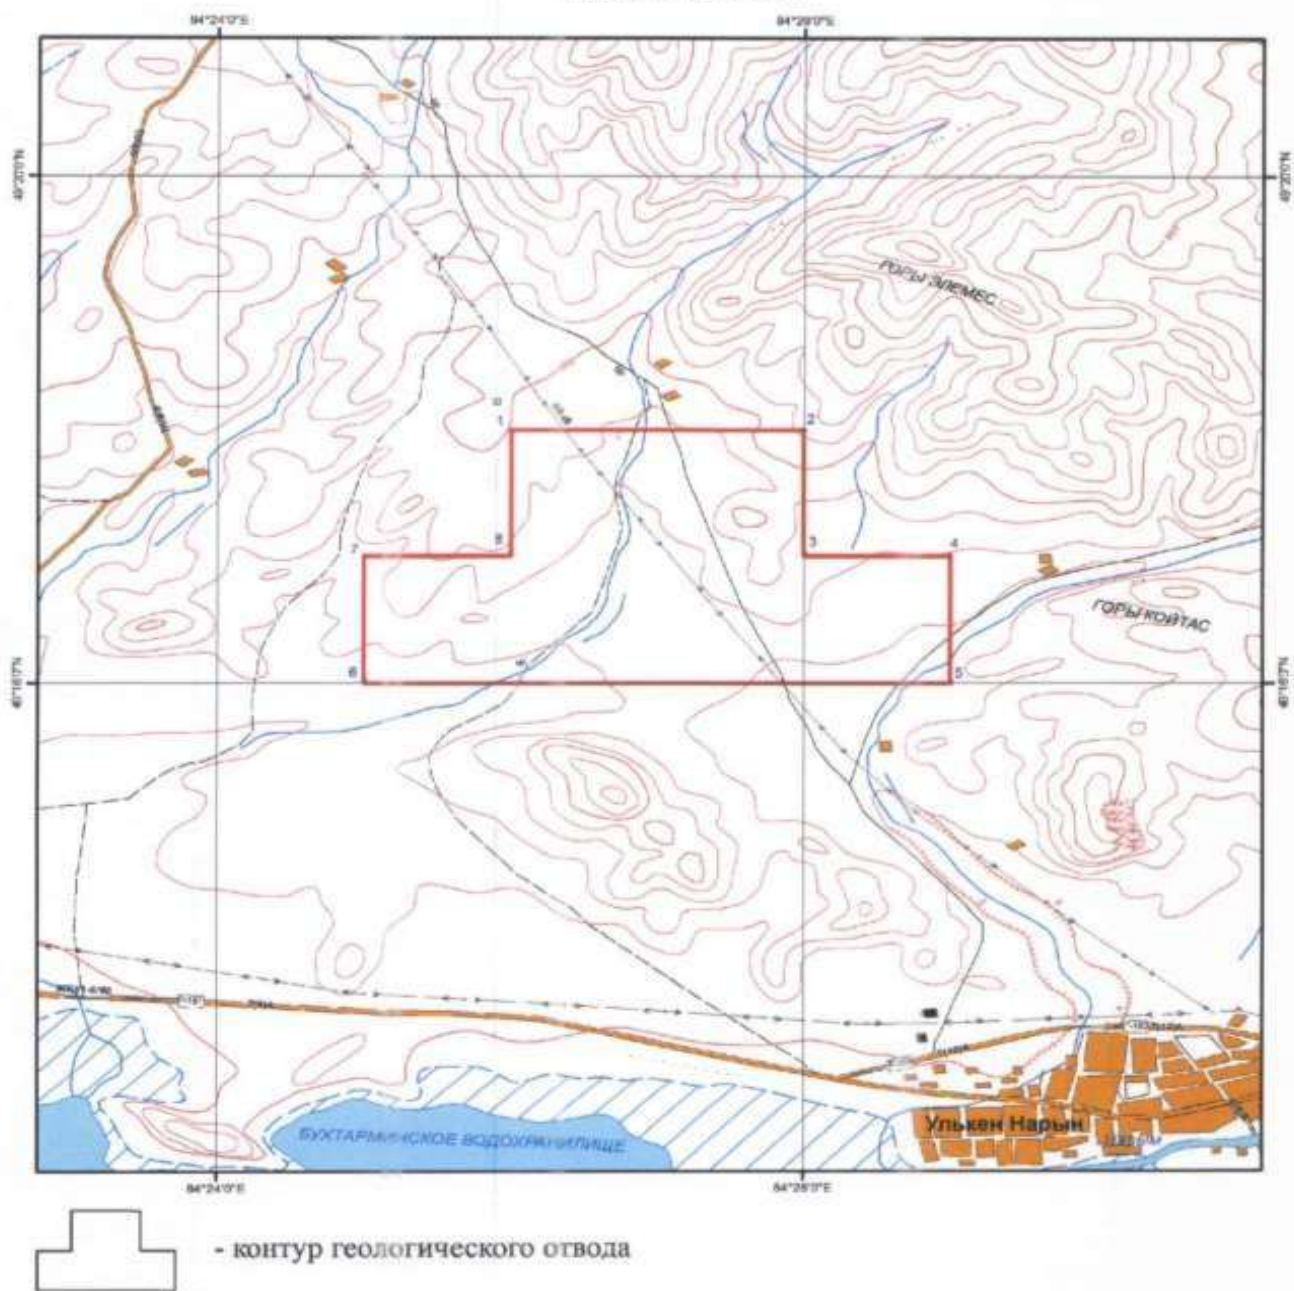 84°24'0"E
84°28'0"E
49°20'0"N
49°20'0"N
ГОРЫ ЭЛЕМЕС
1
2
3
4
7
8
ГОРЫ КОЙТАС
6
5
БУХТАРМИНСКОЕ ВОДОХРАНИЛИЩЕ
Улькен Нарын
84°24'0"E
84°28'0"E
- контур геологического отвода